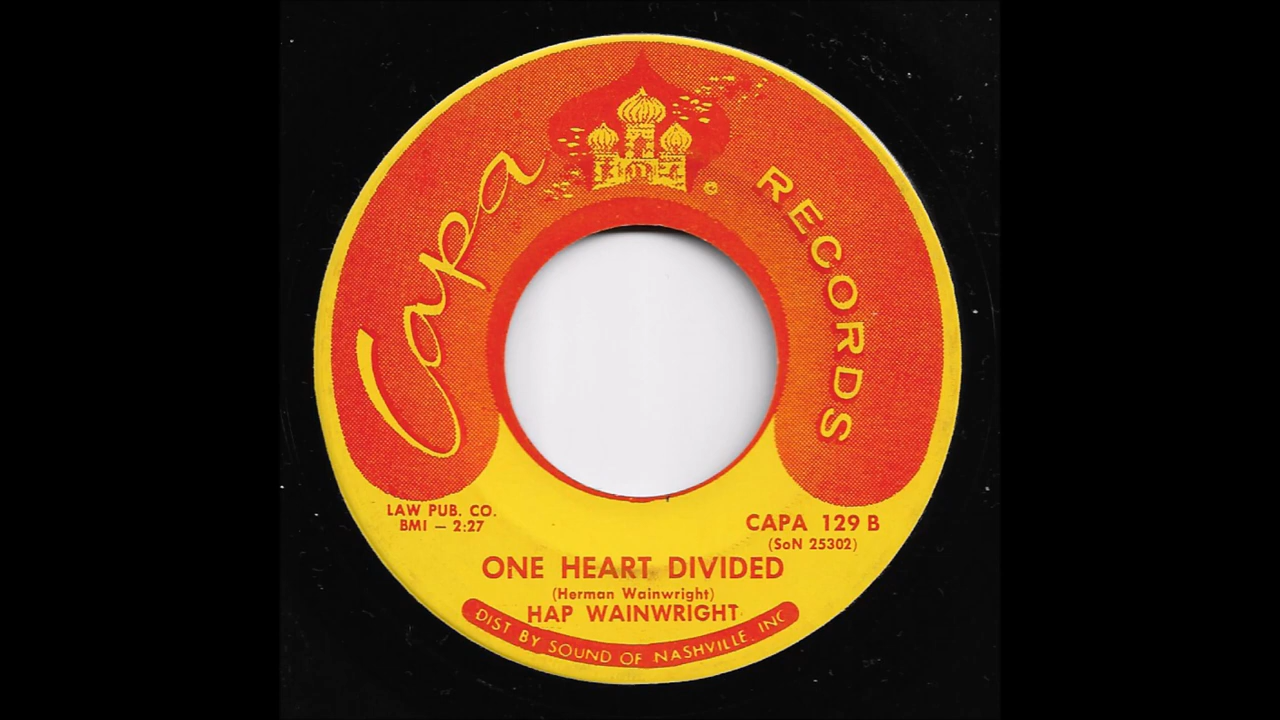 Capa
RECORDS
LAW PUB. CO.
BMI — 2:27
CAPA 129 B
(SoN 25302)
ONE HEART DIVIDED
(Herman Wainwright)
HAP WAINWRIGHT
DIST BY SOUND OF NASHVILLE, INC